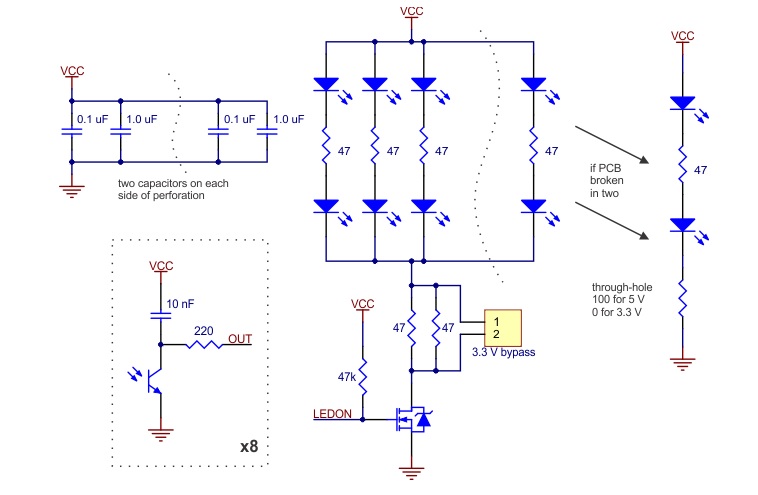 VCC
VCC
VCC
0.1 uF
1.0 uF
0.1 uF
1.0 uF
two capacitors on each
side of perforation
47
47
47
47
if PCB
broken
in two
47
through-hole
100 for 5 V
0 for 3.3 V
VCC
10 nF
220
OUT
x8
VCC
47
47
1
2
3.3 V bypass
47k
LEDON